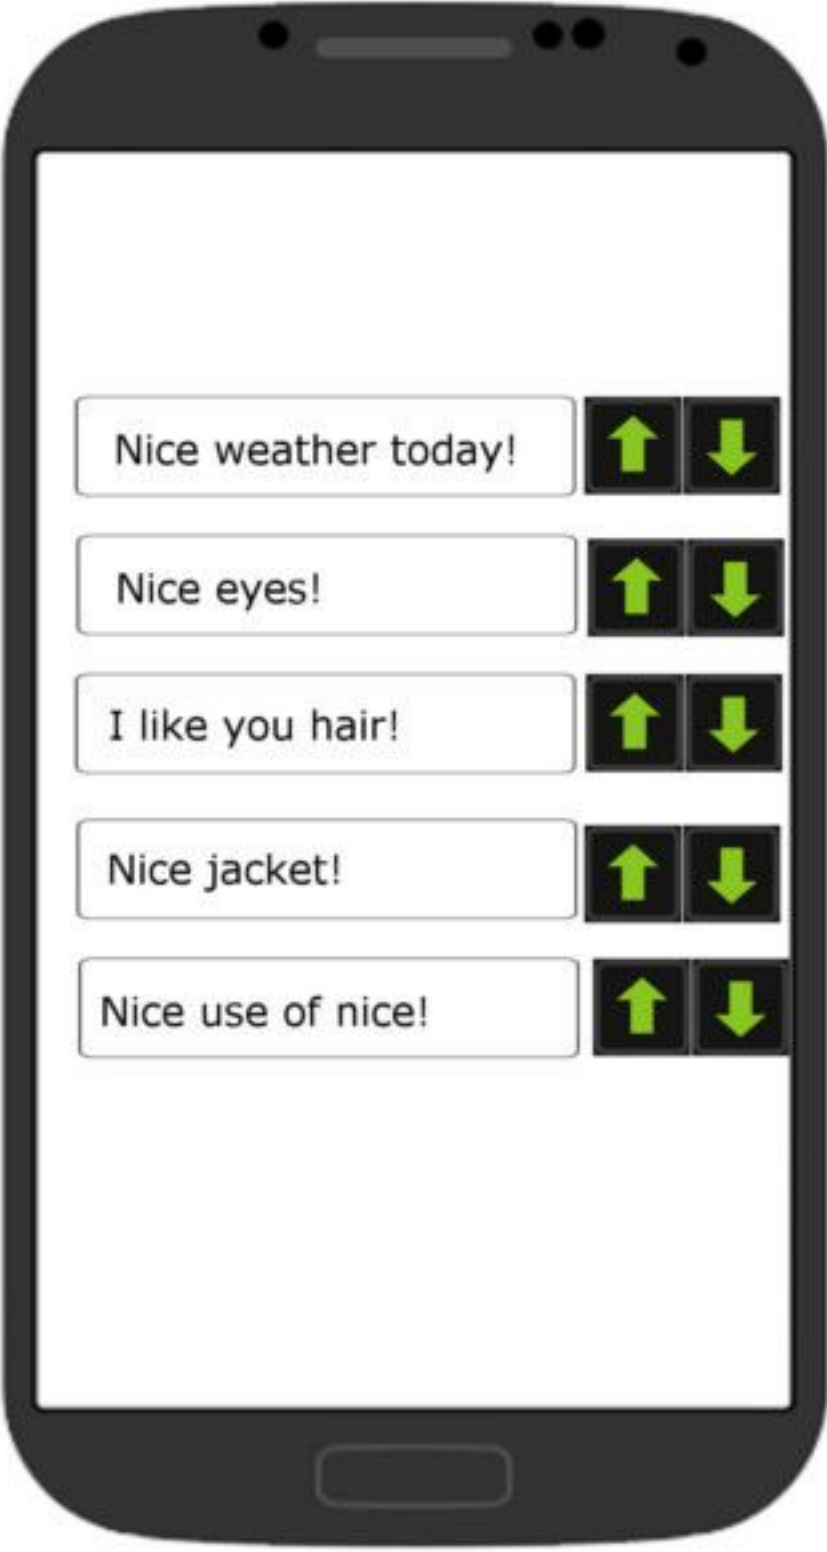 Nice weather today!
Nice eyes!
I like you hair!
Nice jacket!
Nice use of nice!